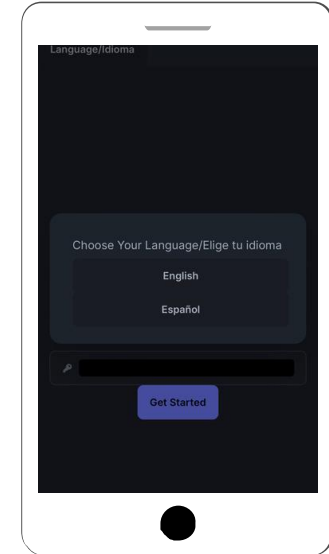 Language/Idioma
Choose Your Language/Elige tu idioma
English
Español
Get Started